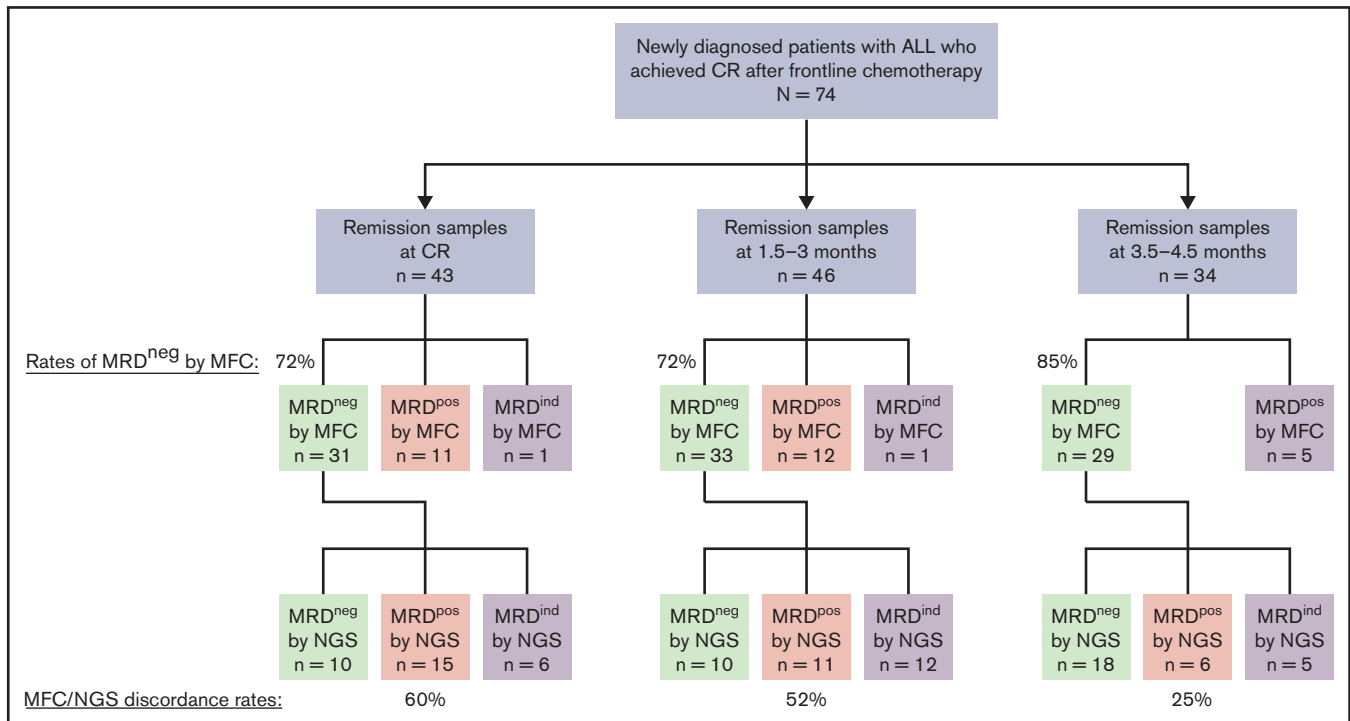 Newly diagnosed patients with ALL who
achieved CR after frontline chemotherapy
N = 74
Remission samples
at CR
n = 43
Remission samples
at 1.5–3 months
n = 46
Remission samples
at 3.5–4.5 months
n = 34
Rates of MRDneg by MFC:
72%
72%
85%
MRDneg
by MFC
n = 31
MRDpos
by MFC
n = 11
MRDind
by MFC
n = 1
MRDneg
by MFC
n = 33
MRDpos
by MFC
n = 12
MRDind
by MFC
n = 1
MRDneg
by MFC
n = 29
MRDpos
by MFC
n = 5
MRDneg
by NGS
n = 10
MRDpos
by NGS
n = 15
MRDind
by NGS
n = 6
MRDneg
by NGS
n = 10
MRDpos
by NGS
n = 11
MRDind
by NGS
n = 12
MRDneg
by NGS
n = 18
MRDpos
by NGS
n = 6
MRDind
by NGS
n = 5
MFC/NGS discordance rates:
60%
52%
25%